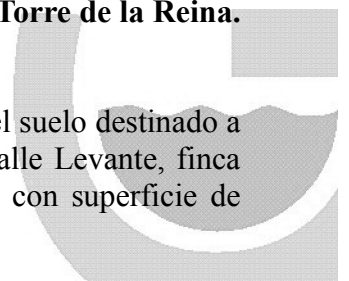 Torre de la Reina.
el suelo destinado a
alle Levante, finca
con superficie de